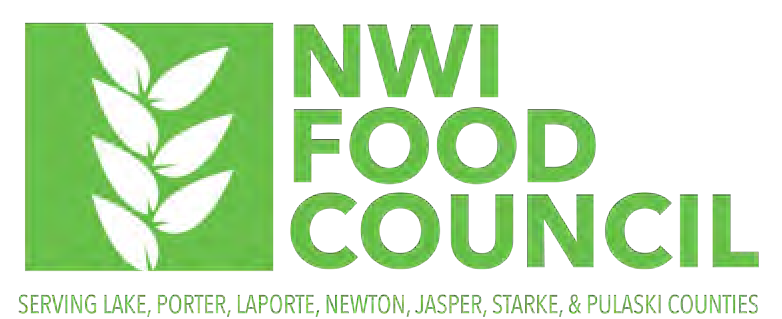 NWI
FOOD
COUNCIL
SERVING LAKE, PORTER, LAPORTE, NEWTON, JASPER, STARKE, & PULASKI COUNTIES